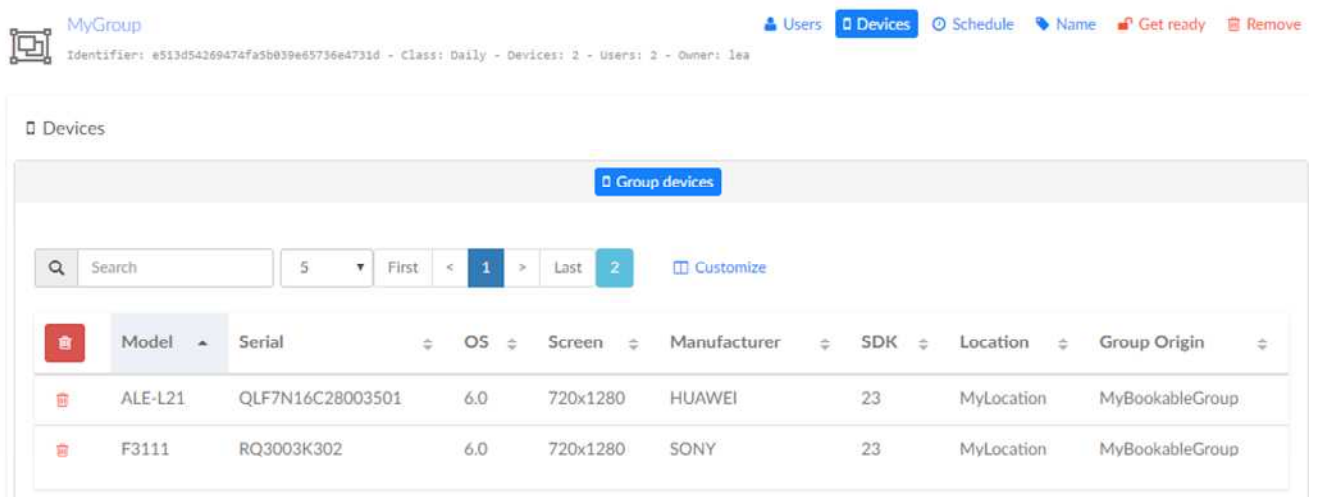 MyGroup
Users Devices Schedule Name Get ready Remove
Identifier: e513d54269474fa5b039e65736e4731d - Class: Daily - Devices: 2 - Users: 2 - Owner: lea
Devices
Group devices
Search 5 First < 1 > Last 2 Customize
Model Serial OS Screen Manufacturer SDK Location Group Origin
ALE-L21 QLF7N16C28003501 6.0 720x1280 HUAWEI 23 MyLocation MyBookableGroup
F3111 RQ3003K302 6.0 720x1280 SONY 23 MyLocation MyBookableGroup